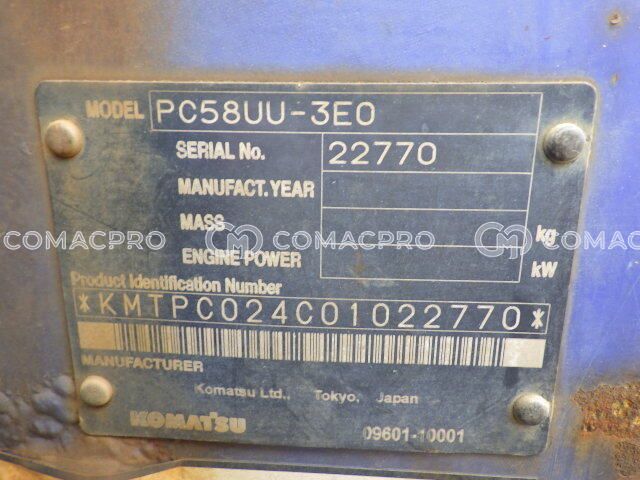 MODEL PC58UU-3E0
SERIAL No. 22770
MANUFACT.YEAR
MASS kg
COMACPRO COMACPRO COMACPRO
ENGINE POWER kW
Product Identification Number
*KMTPC024C01022770*
MANUFACTURER
Komatsu Ltd., Tokyo, Japan
KOMATSU 09601-10001